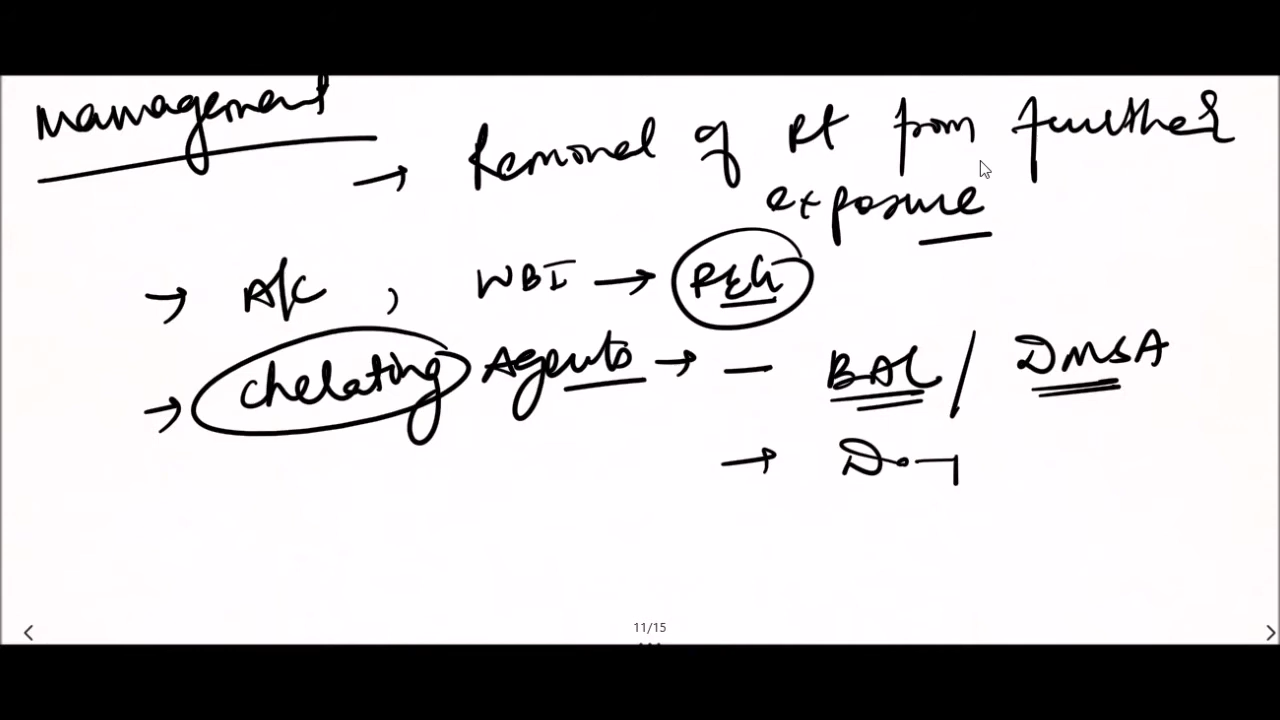 management
→ Removal of Pt from further
exposure
→ A/C , WBI → PEG
→ chelating Agents → — BAL / DMSA
→
11/15